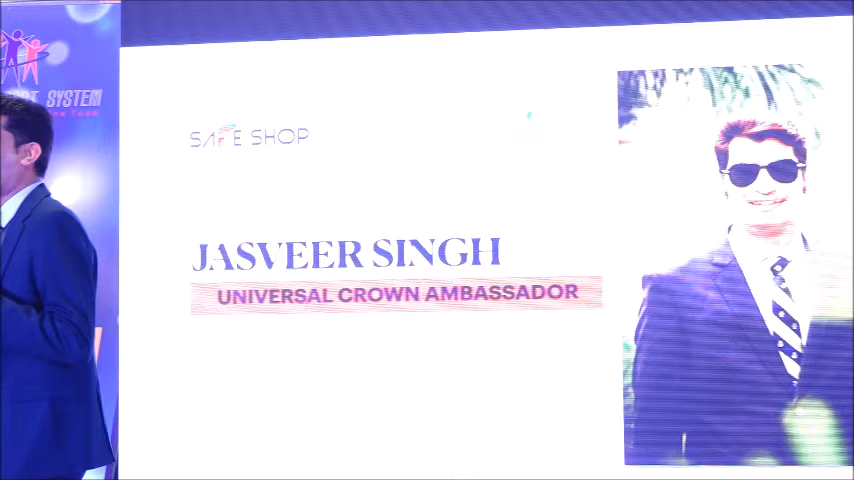 SYSTEM
SAFE SHOP
JASVEER SINGH
UNIVERSAL CROWN AMBASSADOR